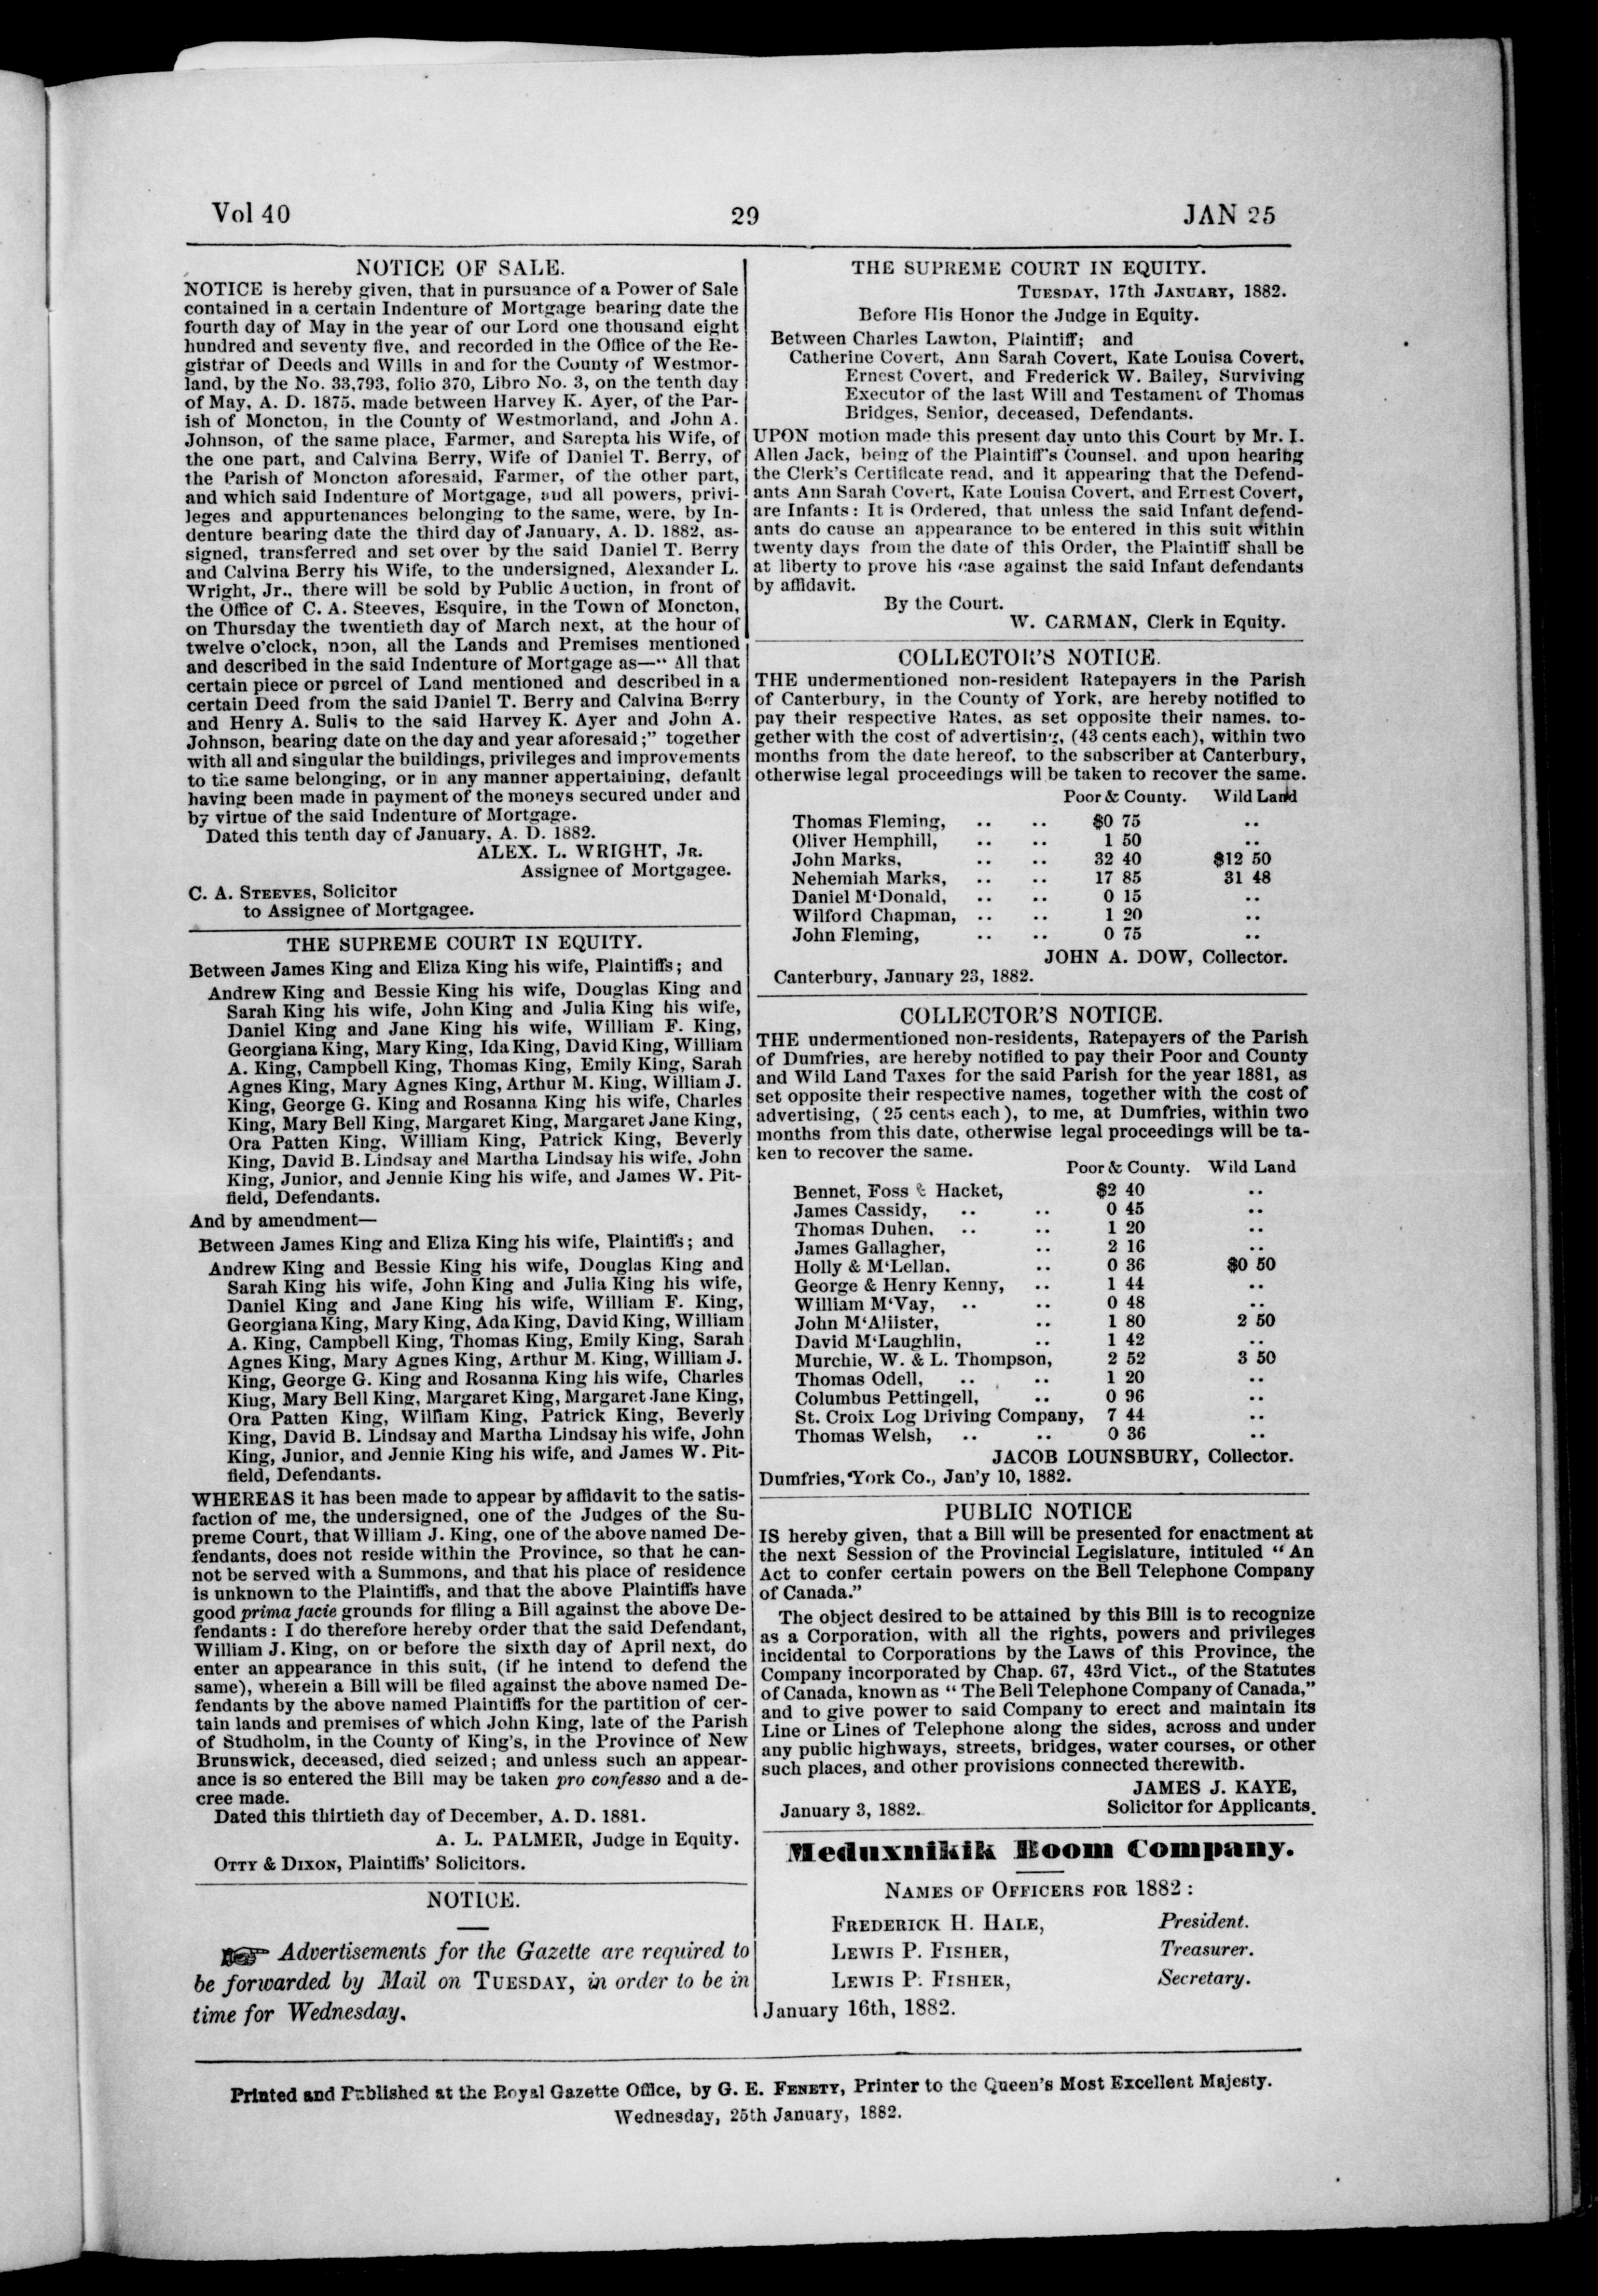 Vol 40 29 JAN 25
NOTICE OF SALE.
NOTICE is hereby given, that in pursuance of a Power of Sale
contained in a certain Indenture of Mortgage bearing date the
fourth day of May in the year of our Lord one thousand eight
hundred and seventy five, and recorded in the Office of the Re-
gistrar of Deeds and Wills in and for the County of Westmor-
land, by the No. 33,793, folio 370, Libro No. 3, on the tenth day
of May, A. D. 1875, made between Harvey K. Ayer, of the Par-
ish of Moncton, in the County of Westmorland, and John A.
Johnson, of the same place, Farmer, and Sarepta his Wife, of
the one part, and Calvina Berry, Wife of Daniel T. Berry, of
the Parish of Moncton aforesaid, Farmer, of the other part,
and which said Indenture of Mortgage, and all powers, privi-
leges and appurtenances belonging to the same, were, by In-
denture bearing date the third day of January, A. D. 1882, as-
signed, transferred and set over by the said Daniel T. Berry
and Calvina Berry his Wife, to the undersigned, Alexander L.
Wright, Jr., there will be sold by Public Auction, in front of
the Office of C. A. Steeves, Esquire, in the Town of Moncton,
on Thursday the twentieth day of March next, at the hour of
twelve o'clock, noon, all the Lands and Premises mentioned
and described in the said Indenture of Mortgage as—"All that
certain piece or parcel of Land mentioned and described in a
certain Deed from the said Daniel T. Berry and Calvina Berry
and Henry A. Sulis to the said Harvey K. Ayer and John A.
Johnson, bearing date on the day and year aforesaid;" together
with all and singular the buildings, privileges and improvements
to the same belonging, or in any manner appertaining, default
having been made in payment of the moneys secured under and
by virtue of the said Indenture of Mortgage.
Dated this tenth day of January, A. D. 1882.
ALEX. L. WRIGHT, JR.
Assignee of Mortgagee.
C. A. STEEVES, Solicitor
to Assignee of Mortgagee.
THE SUPREME COURT IN EQUITY.
Between James King and Eliza King his wife, Plaintiffs; and
Andrew King and Bessie King his wife, Douglas King and
Sarah King his wife, John King and Julia King his wife,
Daniel King and Jane King his wife, William F. King,
Georgiana King, Mary King, Ida King, David King, William
A. King, Campbell King, Thomas King, Emily King, Sarah
Agnes King, Mary Agnes King, Arthur M. King, William J.
King, George G. King and Rosanna King his wife, Charles
King, Mary Bell King, Margaret King, Margaret Jane King,
Ora Patten King, William King, Patrick King, Beverly
King, David B. Lindsay and Martha Lindsay his wife, John
King, Junior, and Jennie King his wife, and James W. Pit-
field, Defendants.
And by amendment—
Between James King and Eliza King his wife, Plaintiffs; and
Andrew King and Bessie King his wife, Douglas King and
Sarah King his wife, John King and Julia King his wife,
Daniel King and Jane King his wife, William F. King,
Georgiana King, Mary King, Ada King, David King, William
A. King, Campbell King, Thomas King, Emily King, Sarah
Agnes King, Mary Agnes King, Arthur M. King, William J.
King, George G. King and Rosanna King his wife, Charles
King, Mary Bell King, Margaret King, Margaret Jane King,
Ora Patten King, William King, Patrick King, Beverly
King, David B. Lindsay and Martha Lindsay his wife, John
King, Junior, and Jennie King his wife, and James W. Pit-
field, Defendants.
WHEREAS it has been made to appear by affidavit to the satis-
faction of me, the undersigned, one of the Judges of the Su-
preme Court, that William J. King, one of the above named De-
fendants, does not reside within the Province, so that he can-
not be served with a Summons, and that his place of residence
is unknown to the Plaintiffs, and that the above Plaintiffs have
good prima facie grounds for filing a Bill against the above De-
fendants: I do therefore hereby order that the said Defendant,
William J. King, on or before the sixth day of April next, do
enter an appearance in this suit, (if he intend to defend the
same), wherein a Bill will be filed against the above named De-
fendants by the above named Plaintiffs for the partition of cer-
tain lands and premises of which John King, late of the Parish
of Studholm, in the County of King's, in the Province of New
Brunswick, deceased, died seized; and unless such an appear-
ance is so entered the Bill may be taken pro confesso and a de-
cree made.
Dated this thirtieth day of December, A. D. 1881.
A. L. PALMER, Judge in Equity.
OTTY & DIXON, Plaintiffs' Solicitors.
NOTICE.
☞ Advertisements for the Gazette are required to
be forwarded by Mail on TUESDAY, in order to be in
time for Wednesday.
THE SUPREME COURT IN EQUITY.
TUESDAY, 17th JANUARY, 1882.
Before His Honor the Judge in Equity.
Between Charles Lawton, Plaintiff; and
Catherine Covert, Ann Sarah Covert, Kate Louisa Covert,
Ernest Covert, and Frederick W. Bailey, Surviving
Executor of the last Will and Testament of Thomas
Bridges, Senior, deceased, Defendants.
UPON motion made this present day unto this Court by Mr. I.
Allen Jack, being of the Plaintiff's Counsel, and upon hearing
the Clerk's Certificate read, and it appearing that the Defend-
ants Ann Sarah Covert, Kate Louisa Covert, and Ernest Covert,
are Infants: It is Ordered, that unless the said Infant defend-
ants do cause an appearance to be entered in this suit within
twenty days from the date of this Order, the Plaintiff shall be
at liberty to prove his case against the said Infant defendants
by affidavit.
By the Court.
W. CARMAN, Clerk in Equity.
COLLECTOR'S NOTICE.
THE undermentioned non-resident Ratepayers in the Parish
of Canterbury, in the County of York, are hereby notified to
pay their respective Rates, as set opposite their names, to-
gether with the cost of advertising, (43 cents each), within two
months from the date hereof, to the subscriber at Canterbury,
otherwise legal proceedings will be taken to recover the same.
Poor & County. Wild Land
Thomas Fleming, .. .. $0 75 ..
Oliver Hemphill, .. .. 1 50 ..
John Marks, .. .. 32 40 $12 50
Nehemiah Marks, .. .. 17 85 31 48
Daniel M'Donald, .. .. 0 15 ..
Wilford Chapman, .. .. 1 20 ..
John Fleming, .. .. 0 75 ..
JOHN A. DOW, Collector.
Canterbury, January 23, 1882.
COLLECTOR'S NOTICE.
THE undermentioned non-residents, Ratepayers of the Parish
of Dumfries, are hereby notified to pay their Poor and County
and Wild Land Taxes for the said Parish for the year 1881, as
set opposite their respective names, together with the cost of
advertising, (25 cents each), to me, at Dumfries, within two
months from this date, otherwise legal proceedings will be ta-
ken to recover the same.
Poor & County. Wild Land
Bennet, Foss & Hacket, $2 40 ..
James Cassidy, .. .. 0 45 ..
Thomas Duhen, .. .. 1 20 ..
James Gallagher, .. 2 16 ..
Holly & M'Lellan. .. 0 36 $0 50
George & Henry Kenny, .. 1 44 ..
William M'Vay, .. .. 0 48 ..
John M'Allister, .. 1 80 2 50
David M'Laughlin, .. 1 42 ..
Murchie, W. & L. Thompson, 2 52 3 50
Thomas Odell, .. .. 1 20 ..
Columbus Pettingell, .. 0 96 ..
St. Croix Log Driving Company, 7 44 ..
Thomas Welsh, .. .. 0 36 ..
JACOB LOUNSBURY, Collector.
Dumfries, York Co., Jan'y 10, 1882.
PUBLIC NOTICE
IS hereby given, that a Bill will be presented for enactment at
the next Session of the Provincial Legislature, intituled "An
Act to confer certain powers on the Bell Telephone Company
of Canada."
The object desired to be attained by this Bill is to recognize
as a Corporation, with all the rights, powers and privileges
incidental to Corporations by the Laws of this Province, the
Company incorporated by Chap. 67, 43rd Vict., of the Statutes
of Canada, known as "The Bell Telephone Company of Canada,"
and to give power to said Company to erect and maintain its
Line or Lines of Telephone along the sides, across and under
any public highways, streets, bridges, water courses, or other
such places, and other provisions connected therewith.
JAMES J. KAYE,
January 3, 1882. Solicitor for Applicants.
Meduxnikik Boom Company.
NAMES OF OFFICERS FOR 1882:
FREDERICK H. HALE, President.
LEWIS P. FISHER, Treasurer.
LEWIS P. FISHER, Secretary.
January 16th, 1882.
Printed and Published at the Royal Gazette Office, by G. E. FENETY, Printer to the Queen's Most Excellent Majesty.
Wednesday, 25th January, 1882.